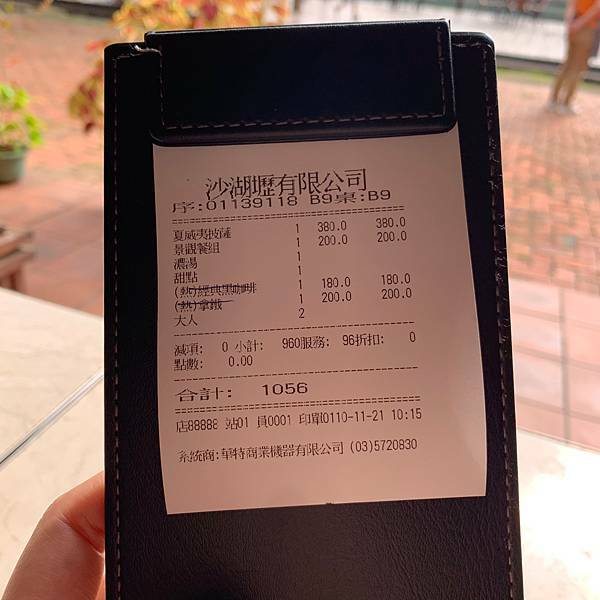 沙湖壢有限公司
序:01139118 B9桌:B9
夏威夷披薩 1 380.0 380.0
景觀餐組 1 200.0 200.0
濃湯 1
甜點 1
(熱)經典黑咖啡 1 180.0 180.0
(熱)拿鐵 1 200.0 200.0
大人 2
減項: 0 小計: 960服務: 96折扣: 0
點數: 0.00
合計: 1056
店88888 站01 員0001 印單0110-11-21 10:15
系統商:華特商業機器有限公司 (03)5720830